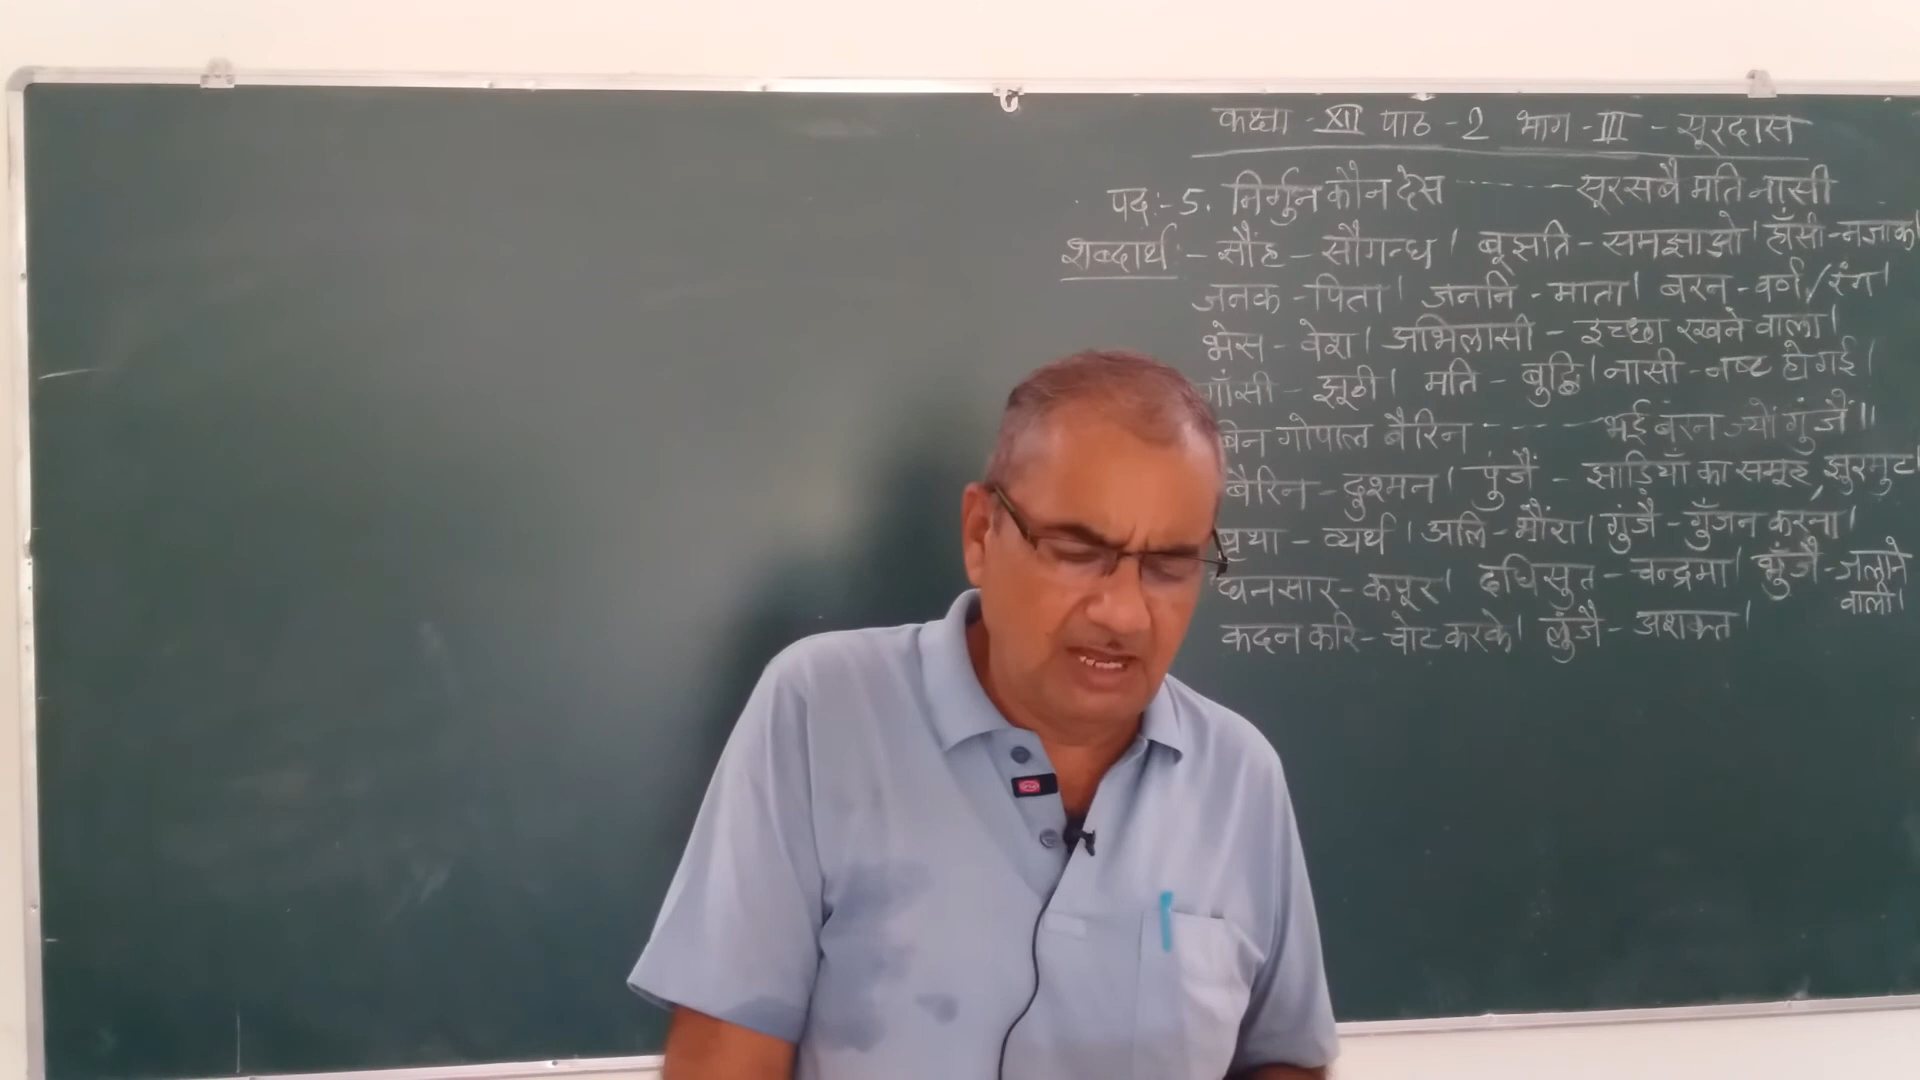 कक्षा - XII पाठ - 2 भाग - III - सूरदास
पद:- 5. निर्गुन कौन देस ------ सूर सबै मति नासी
शब्दार्थ:- सौंह - सौगन्ध। बूझति - समझाओ। हाँसी - मजाक।
जनक - पिता। जननि - माता। बरन - वर्ण/रंग।
भेस - वेश। अभिलासी - इच्छा रखने वाला।
गाँसी - झूठी। मति - बुद्धि। नासी - नष्ट हो गई।
बिन गोपाल बैरिन ------ भई बरन ज्यों गुंजैं॥
बैरिन - दुश्मन। पुंजैं - झाड़ियों का समूह, झुरमुट।
बृथा - व्यर्थ। अलि - भौंरा। गुंजै - गुँजन करना।
घनसार - कपूर। दधिसुत - चन्द्रमा। भुँजै - जलाने वाली।
कदन करि - चोट करके। लुंजै - अशक्त।